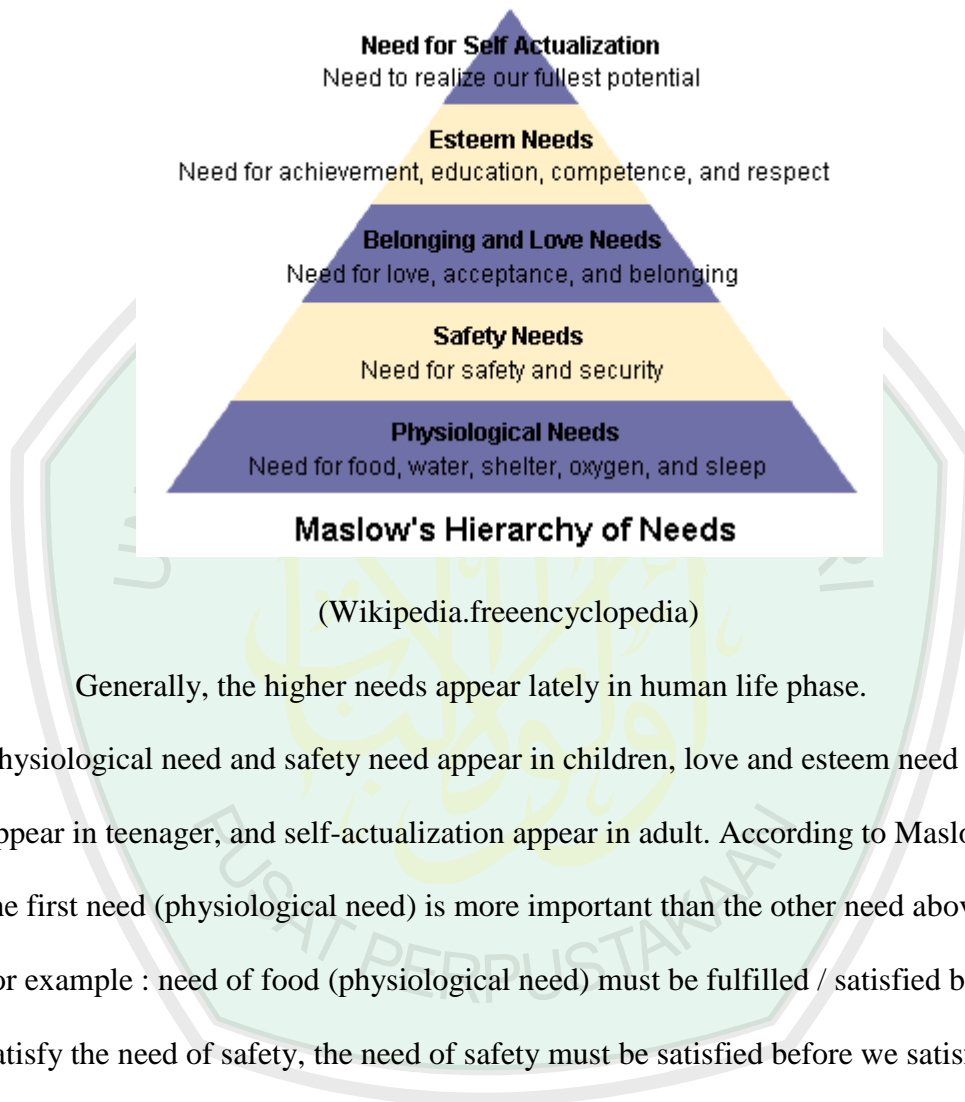 Need for Self Actualization
Need to realize our fullest potential
Esteem Needs
Need for achievement, education, competence, and respect
Belonging and Love Needs
Need for love, acceptance, and belonging
Safety Needs
Need for safety and security
Physiological Needs
Need for food, water, shelter, oxygen, and sleep
Maslow's Hierarchy of Needs
(Wikipedia.freeencyclopedia)
Generally, the higher needs appear lately in human life phase.
hysiological need and safety need appear in children, love and esteem need
ppear in teenager, and self-actualization appear in adult. According to Maslo
he first need (physiological need) is more important than the other need abov
or example : need of food (physiological need) must be fulfilled / satisfied b
atisfy the need of safety, the need of safety must be satisfied before we satis
PUSAT PERPUSTAKAAN